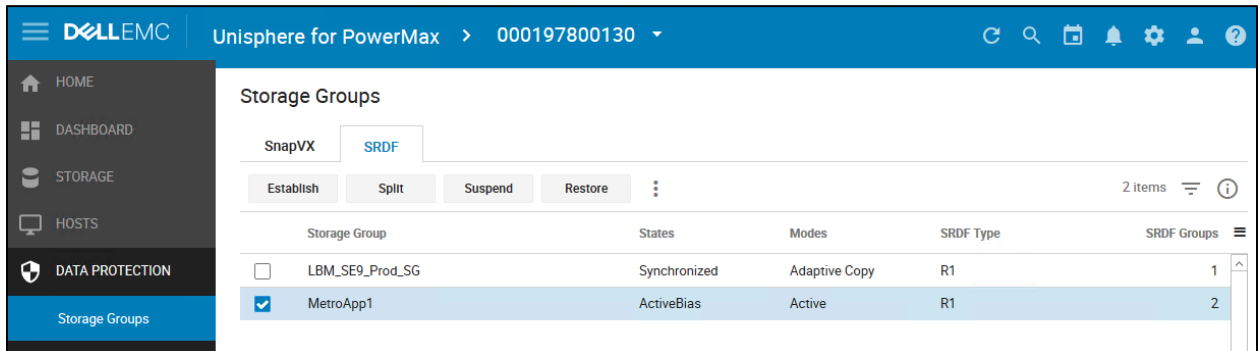 DELLEMC Unisphere for PowerMax > 000197800130
HOME
DASHBOARD
STORAGE
HOSTS
DATA PROTECTION
Storage Groups
Storage Groups
SnapVX SRDF
Establish Split Suspend Restore 2 items
Storage Group States Modes SRDF Type SRDF Groups
LBM_SE9_Prod_SG Synchronized Adaptive Copy R1 1
MetroApp1 ActiveBias Active R1 2